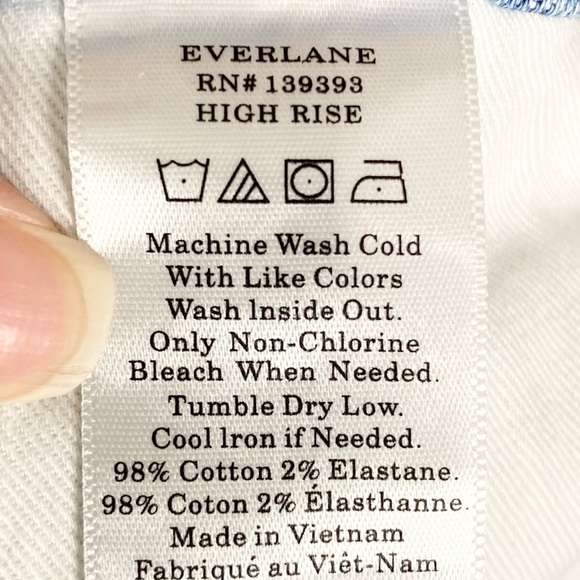 EVERLANE
RN# 139393
HIGH RISE
Machine Wash Cold
With Like Colors
Wash Inside Out.
Only Non-Chlorine
Bleach When Needed.
Tumble Dry Low.
Cool Iron if Needed.
98% Cotton 2% Elastane.
98% Coton 2% Élasthanne.
Made in Vietnam
Fabriqué au Viêt-Nam